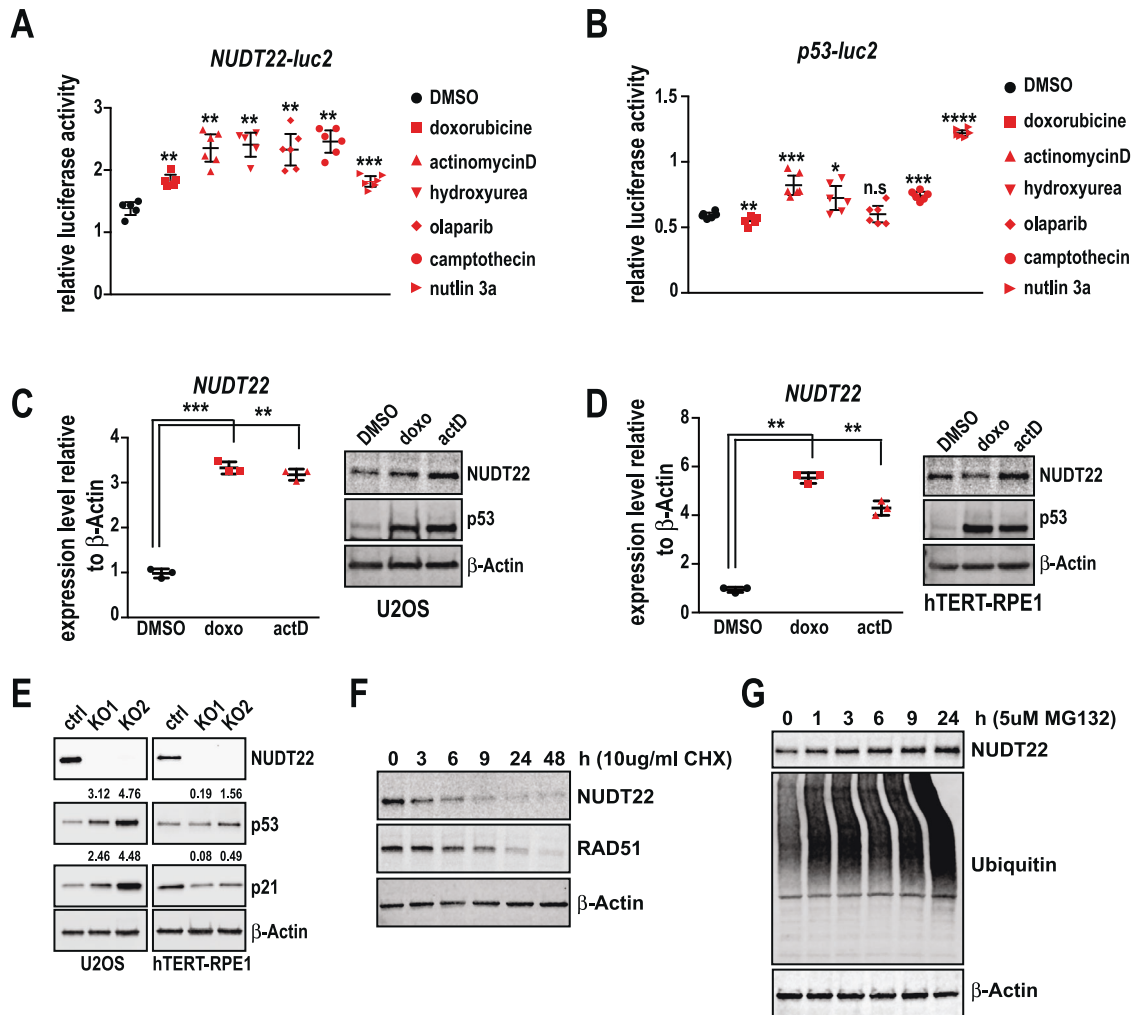 A
NUDT22-luc2
relative luciferase activity
3
2
1
0
**
**
**
**
**
***
DMSO
doxorubicine
actinomycinD
hydroxyurea
olaparib
camptothecin
nutlin 3a
B
p53-luc2
relative luciferase activity
1.5
1
0.5
0
**
***
*
n.s
***
****
DMSO
doxorubicine
actinomycinD
hydroxyurea
olaparib
camptothecin
nutlin 3a
C
NUDT22
expression level relative
to β-Actin
4
3
2
1
0
***
**
DMSO doxo actD
DMSO doxo actD
NUDT22
p53
β-Actin
U2OS
D
NUDT22
expression level relative
to β-Actin
8
6
4
2
0
**
**
DMSO doxo actD
DMSO doxo actD
NUDT22
p53
β-Actin
hTERT-RPE1
E
ctrl KO1 KO2 ctrl KO1 KO2
NUDT22
3.12 4.76 0.19 1.56
p53
2.46 4.48 0.08 0.49
p21
β-Actin
U2OS hTERT-RPE1
F
0 3 6 9 24 48 h (10ug/ml CHX)
NUDT22
RAD51
β-Actin
G
0 1 3 6 9 24 h (5uM MG132)
NUDT22
Ubiquitin
β-Actin